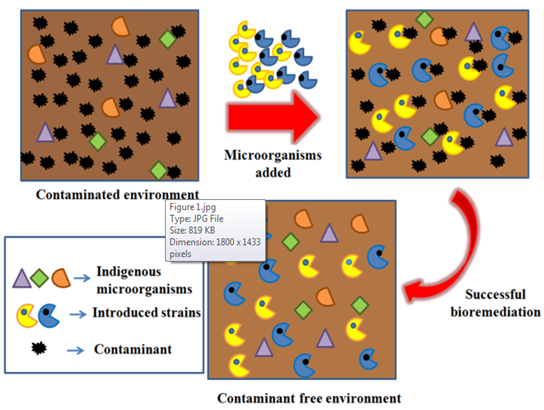 Microorganisms
added
Contaminated environment
Figure 1.jpg
Type: JPG File
Size: 819 KB
Dimension: 1800 x 1433
pixels
Indigenous
microorganisms
Introduced strains
Contaminant
Successful
bioremediation
Contaminant free environment